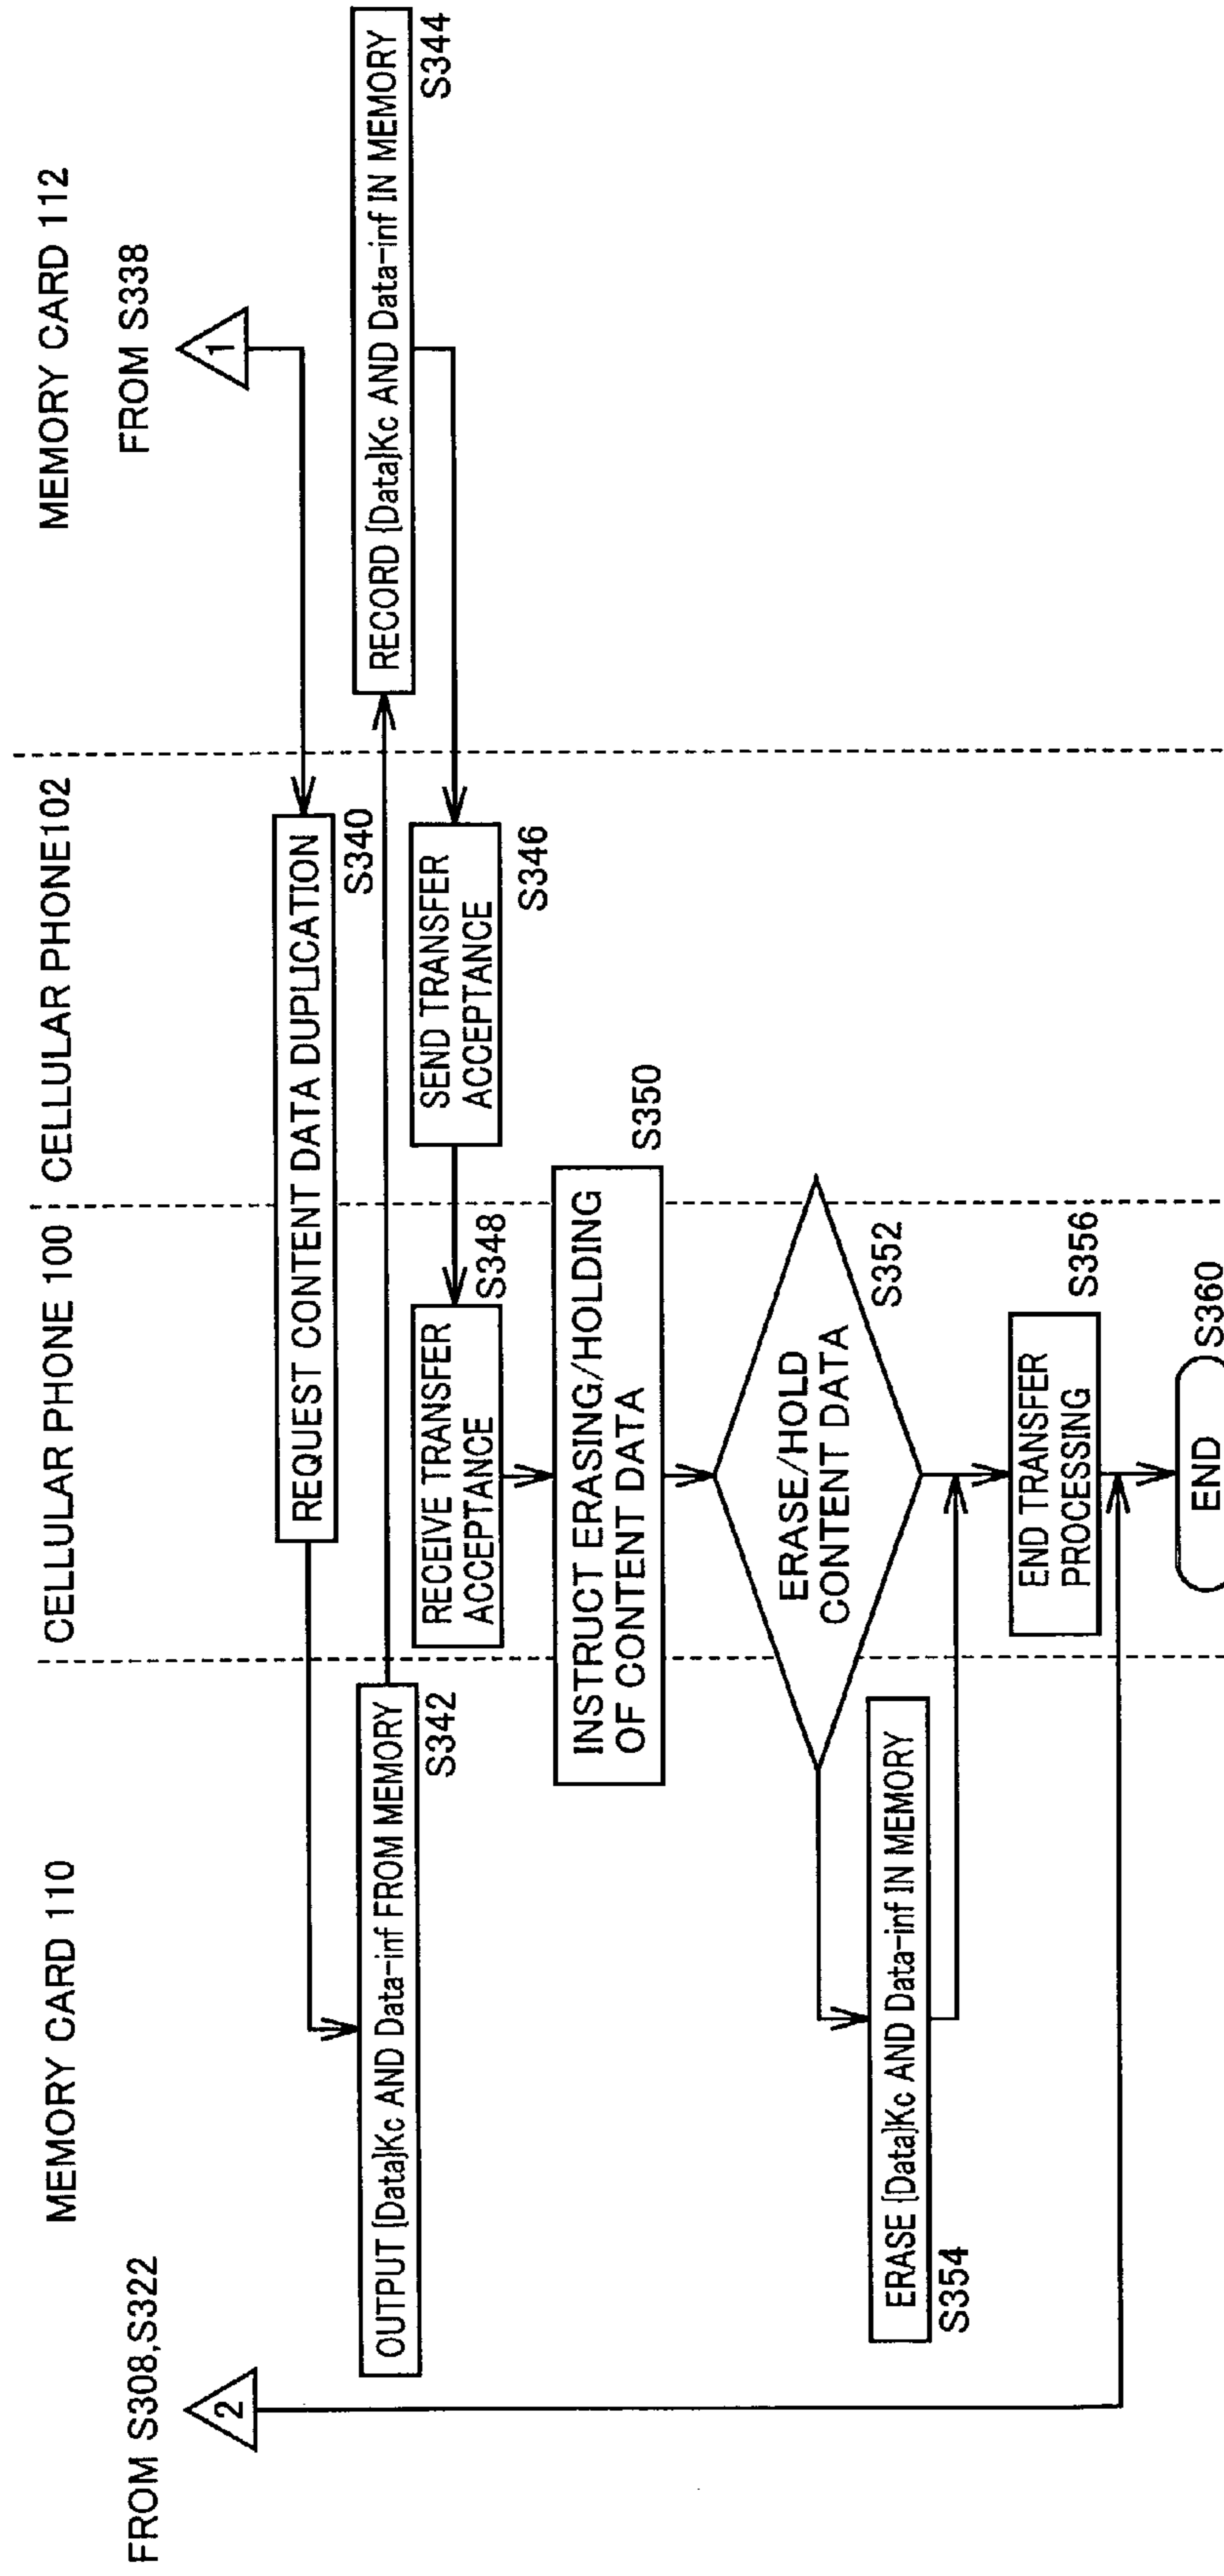 MEMORY CARD 110
CELLULAR PHONE 100
CELLULAR PHONE102
MEMORY CARD 112
FROM S308,S322
2
FROM S338
1
REQUEST CONTENT DATA DUPLICATION
S340
OUTPUT {Data}Kc AND Data-inf FROM MEMORY
S342
RECORD {Data}Kc AND Data-inf IN MEMORY
S344
RECEIVE TRANSFER
ACCEPTANCE
S348
SEND TRANSFER
ACCEPTANCE
S346
INSTRUCT ERASING/HOLDING
OF CONTENT DATA
S350
ERASE/HOLD
CONTENT DATA
S352
ERASE {Data}Kc AND Data-inf IN MEMORY
S354
END TRANSFER
PROCESSING
S356
END
S360